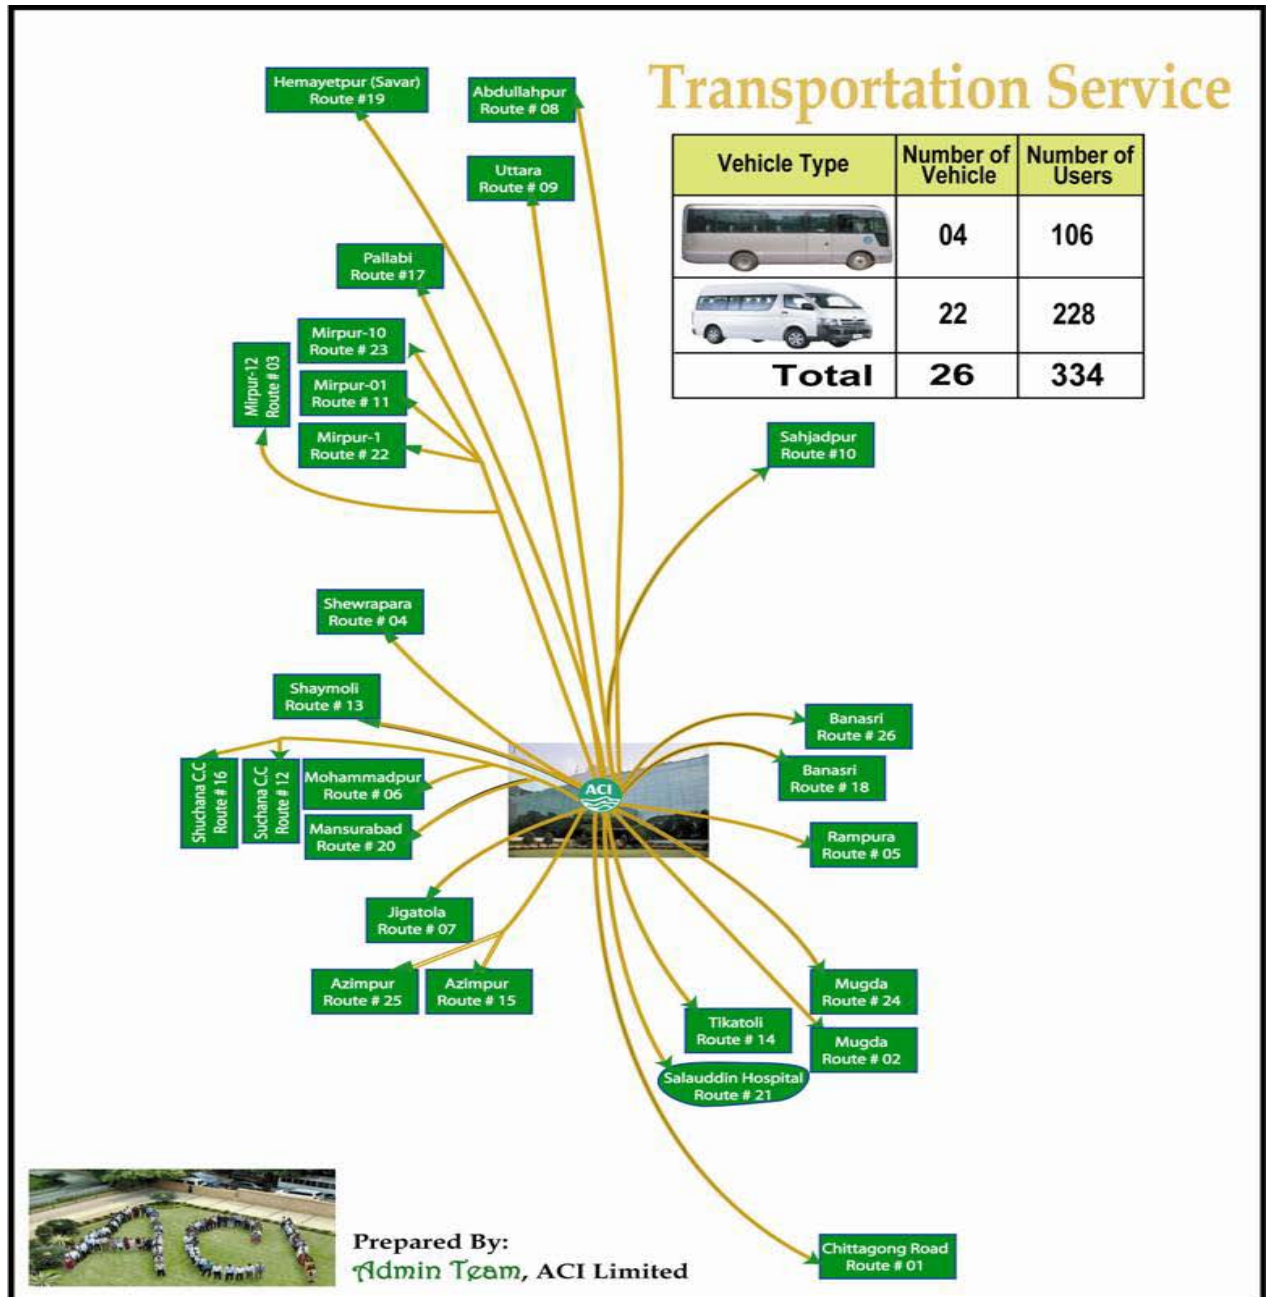 Transportation Service
Hemayetpur (Savar)
Route #19
Abdullahpur
Route # 08
Uttara
Route # 09
Vehicle Type
Number of
Vehicle
Number of
Users
04
106
22
228
Total
26
334
Pallabi
Route #17
Mirpur-10
Route # 23
Mirpur-12
Route # 03
Mirpur-01
Route # 11
Mirpur-1
Route # 22
Sahjadpur
Route #10
Shewrapara
Route # 04
Shaymoli
Route # 13
Banasri
Route # 26
Shuchana C.C
Route # 16
Suchana C.C
Route # 12
Mohammadpur
Route # 06
ACI
Banasri
Route # 18
Mansurabad
Route # 20
Rampura
Route # 05
Jigatola
Route # 07
Azimpur
Route # 25
Azimpur
Route # 15
Mugda
Route # 24
Tikatoli
Route # 14
Mugda
Route # 02
Salauddin Hospital
Route # 21
Chittagong Road
Route # 01
ACI
Prepared By:
Admin Team, ACI Limited